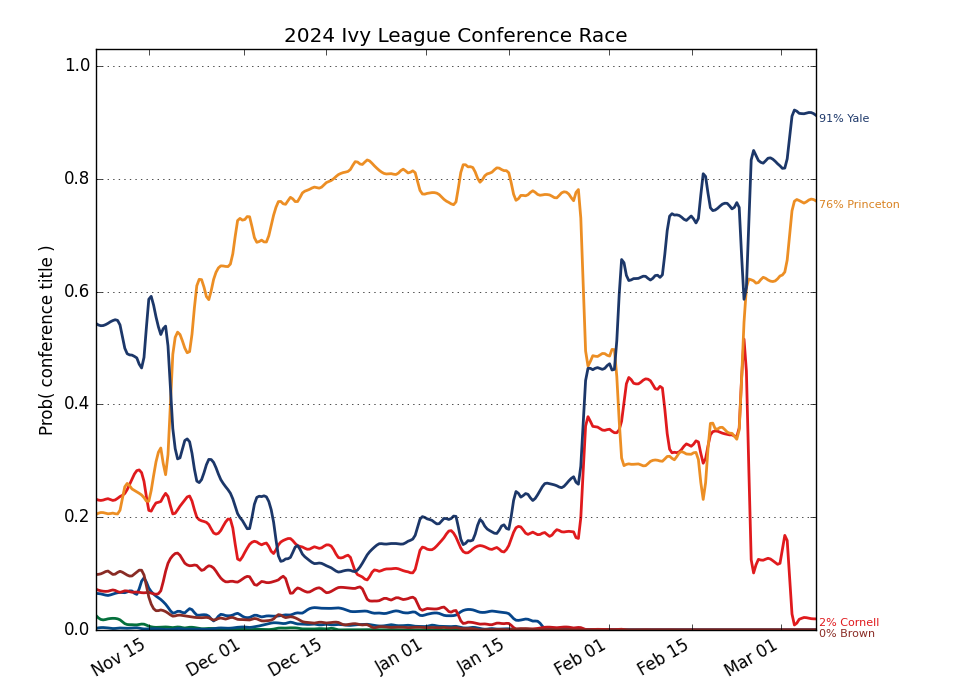 2024 Ivy League Conference Race
Prob( conference title )
1.0
0.8
0.6
0.4
0.2
0.0
91% Yale
76% Princeton
2% Cornell
0% Brown
Nov 15
Dec 01
Dec 15
Jan 01
Jan 15
Feb 01
Feb 15
Mar 01